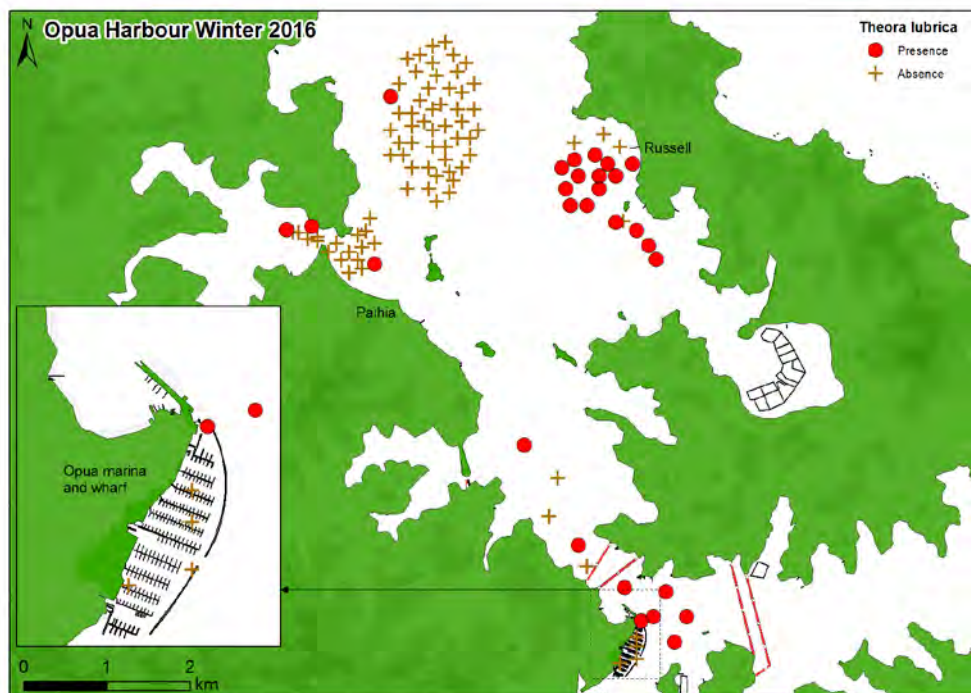 Opua Harbour Winter 2016
N
Theora lubrica
Presence
Absence
Russell
Paihia
Opua marina
and wharf
0 1 2
km